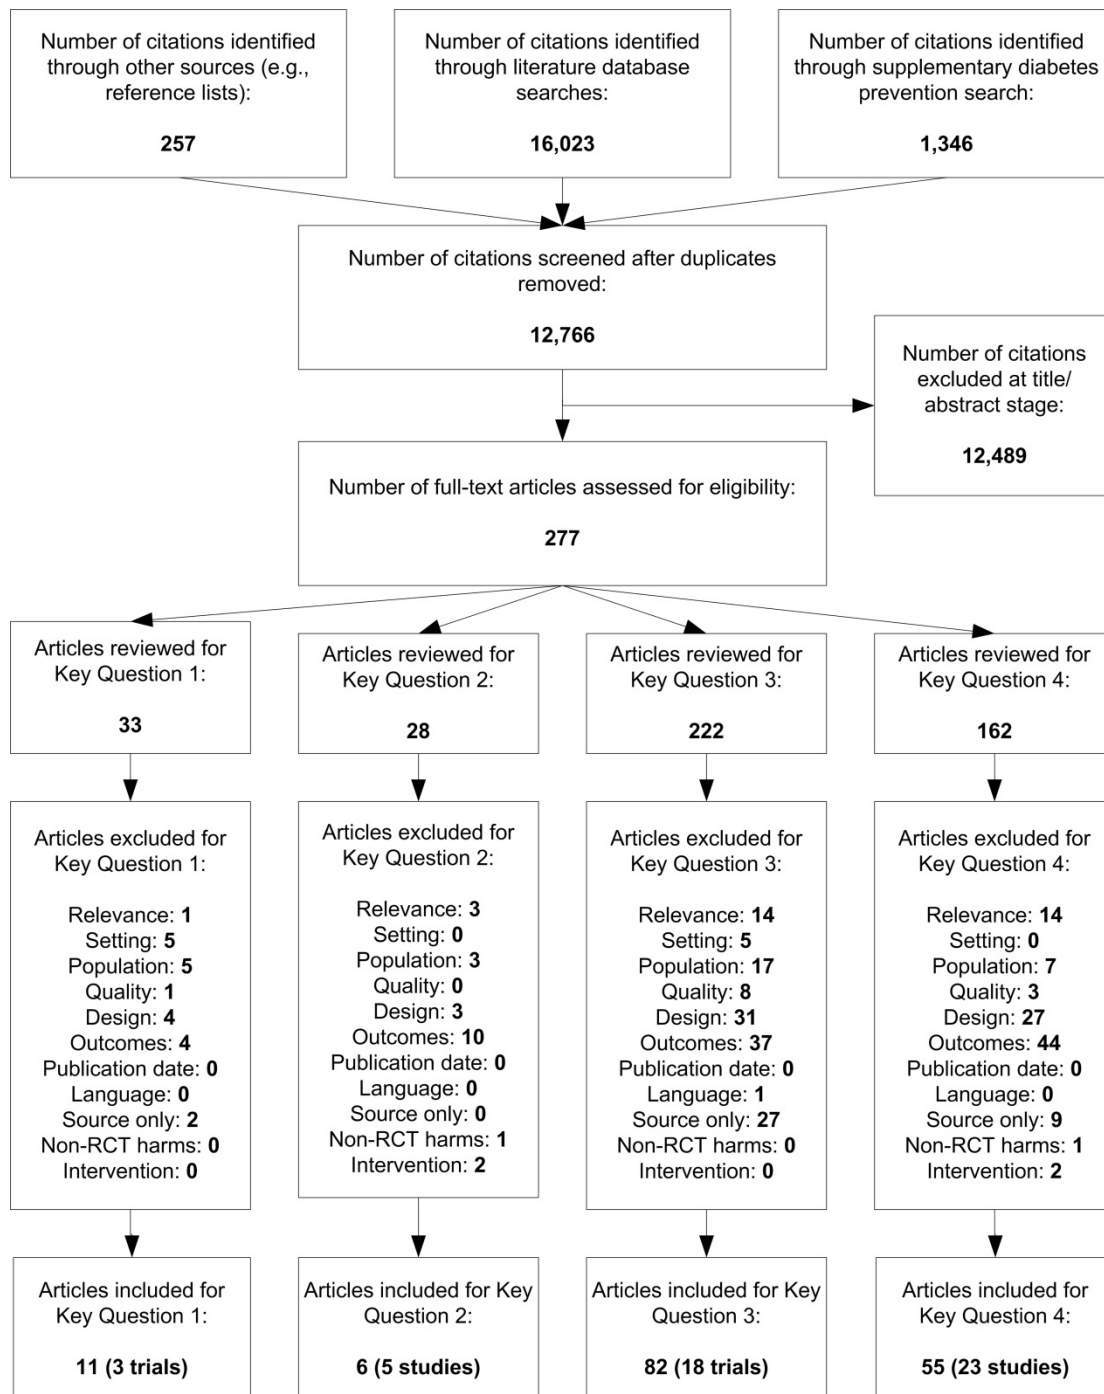 Number of citations identified
through other sources (e.g.,
reference lists):
257
Number of citations identified
through literature database
searches:
16,023
Number of citations identified
through supplementary diabetes
prevention search:
1,346
Number of citations screened after duplicates
removed:
12,766
Number of citations
excluded at title/
abstract stage:
12,489
Number of full-text articles assessed for eligibility:
277
Articles reviewed for
Key Question 1:
33
Articles reviewed for
Key Question 2:
28
Articles reviewed for
Key Question 3:
222
Articles reviewed for
Key Question 4:
162
Articles excluded for
Key Question 1:
Relevance: 1
Setting: 5
Population: 5
Quality: 1
Design: 4
Outcomes: 4
Publication date: 0
Language: 0
Source only: 2
Non-RCT harms: 0
Intervention: 0
Articles excluded for
Key Question 2:
Relevance: 3
Setting: 0
Population: 3
Quality: 0
Design: 3
Outcomes: 10
Publication date: 0
Language: 0
Source only: 0
Non-RCT harms: 1
Intervention: 2
Articles excluded for
Key Question 3:
Relevance: 14
Setting: 5
Population: 17
Quality: 8
Design: 31
Outcomes: 37
Publication date: 0
Language: 1
Source only: 27
Non-RCT harms: 0
Intervention: 0
Articles excluded for
Key Question 4:
Relevance: 14
Setting: 0
Population: 7
Quality: 3
Design: 27
Outcomes: 44
Publication date: 0
Language: 0
Source only: 9
Non-RCT harms: 1
Intervention: 2
Articles included for
Key Question 1:
11 (3 trials)
Articles included for Key
Question 2:
6 (5 studies)
Articles included for Key
Question 3:
82 (18 trials)
Articles included for
Key Question 4:
55 (23 studies)